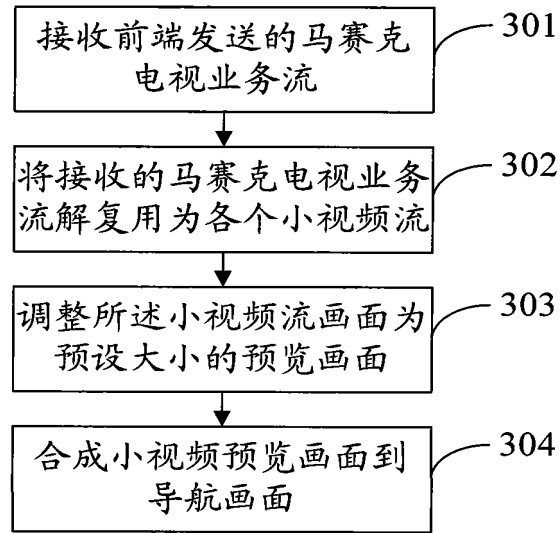 接收前端发送的马赛克
电视业务流
301
将接收的马赛克电视业务
流解复用为各个小视频流
302
调整所述小视频流画面为
预设大小的预览画面
303
合成小视频预览画面到
导航画面
304